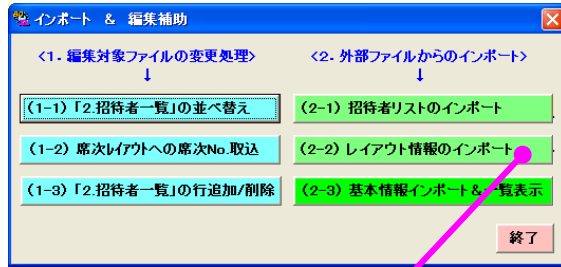 インポート ＆ 編集補助
<1．編集対象ファイルの変更処理>
↓
(1-1)「2.招待者一覧」の並べ替え
(1-2) 席次ﾚｲｱｳﾄへの席次No.取込
(1-3)「2.招待者一覧」の行追加/削除
<2．外部ファイルからのインポート>
↓
(2-1) 招待者リストのインポート
(2-2) レイアウト情報のインポート
(2-3) 基本情報インポート＆一覧表示
終了